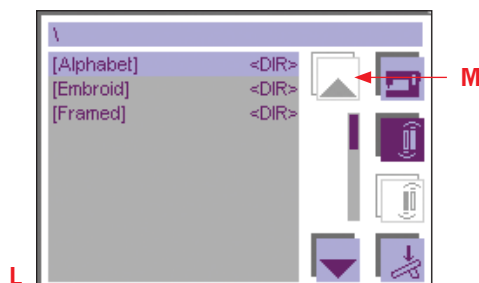 \
[Alphabet] <DIR>
[Embroid] <DIR>
[Framed] <DIR>
M
L